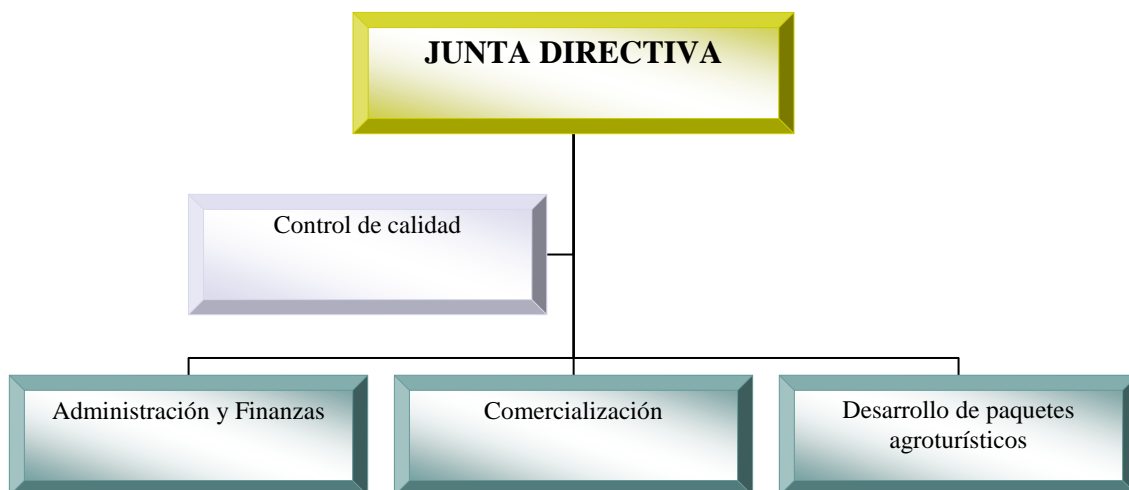 JUNTA DIRECTIVA
Control de calidad
Administración y Finanzas
Comercialización
Desarrollo de paquetes
agroturísticos